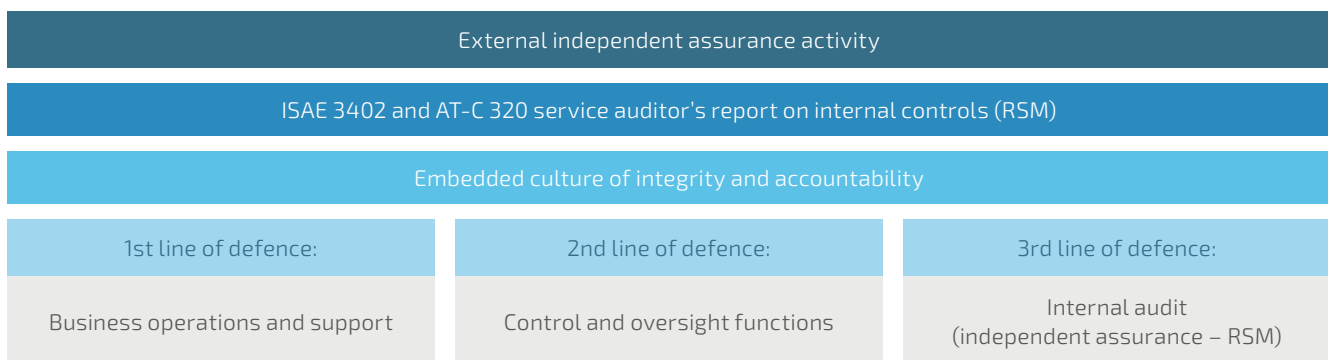 External independent assurance activity
ISAE 3402 and AT-C 320 service auditor’s report on internal controls (RSM)
Embedded culture of integrity and accountability
1st line of defence:
Business operations and support
2nd line of defence:
Control and oversight functions
3rd line of defence:
Internal audit
(independent assurance – RSM)